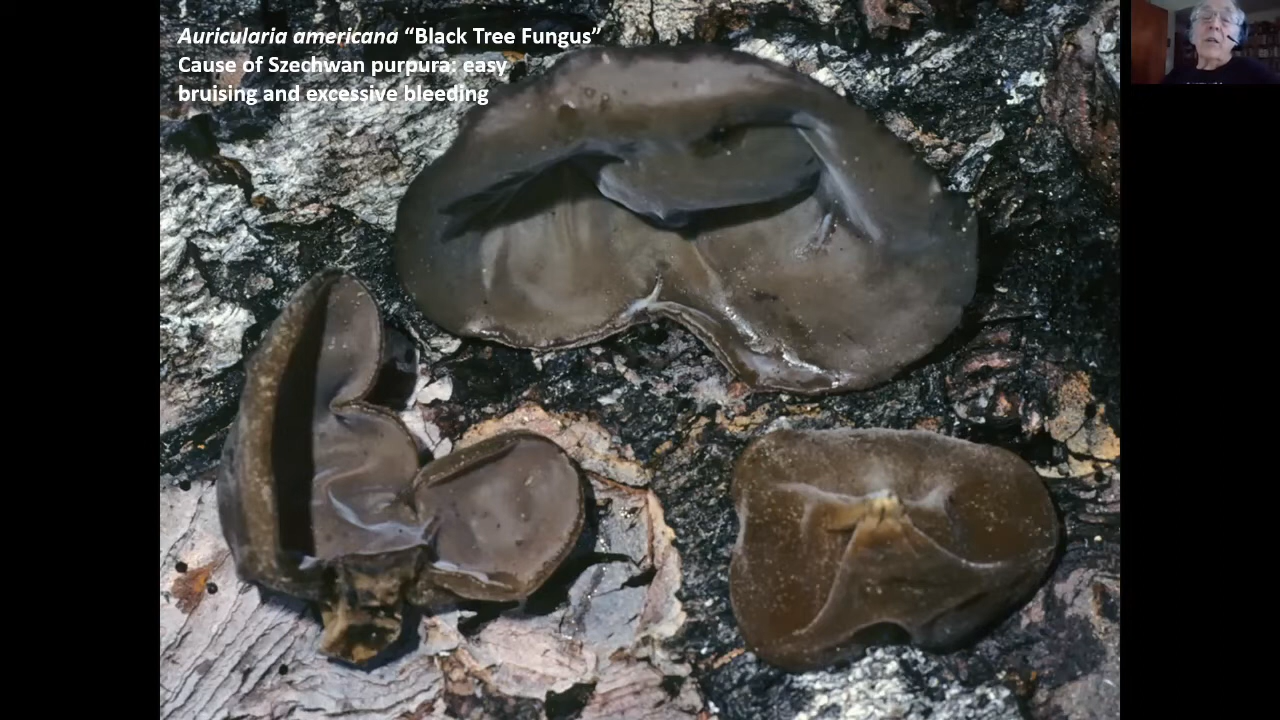 Auricularia americana “Black Tree Fungus”
Cause of Szechwan purpura: easy
bruising and excessive bleeding